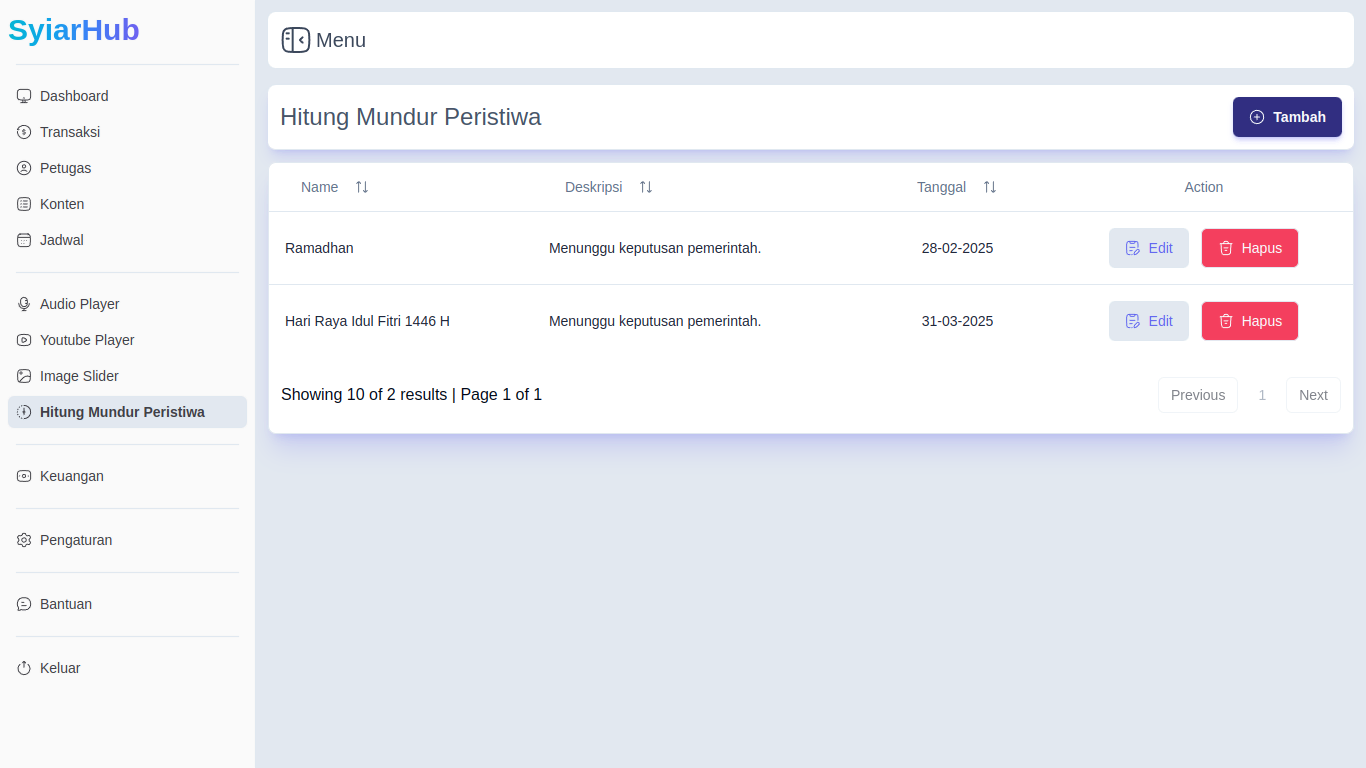 SyiarHub
Dashboard
Transaksi
Petugas
Konten
Jadwal
Audio Player
Youtube Player
Image Slider
Hitung Mundur Peristiwa
Keuangan
Pengaturan
Bantuan
Keluar
Menu
Hitung Mundur Peristiwa Tambah
Name Deskripsi Tanggal Action
Ramadhan Menunggu keputusan pemerintah. 28-02-2025 Edit Hapus
Hari Raya Idul Fitri 1446 H Menunggu keputusan pemerintah. 31-03-2025 Edit Hapus
Showing 10 of 2 results | Page 1 of 1 Previous 1 Next